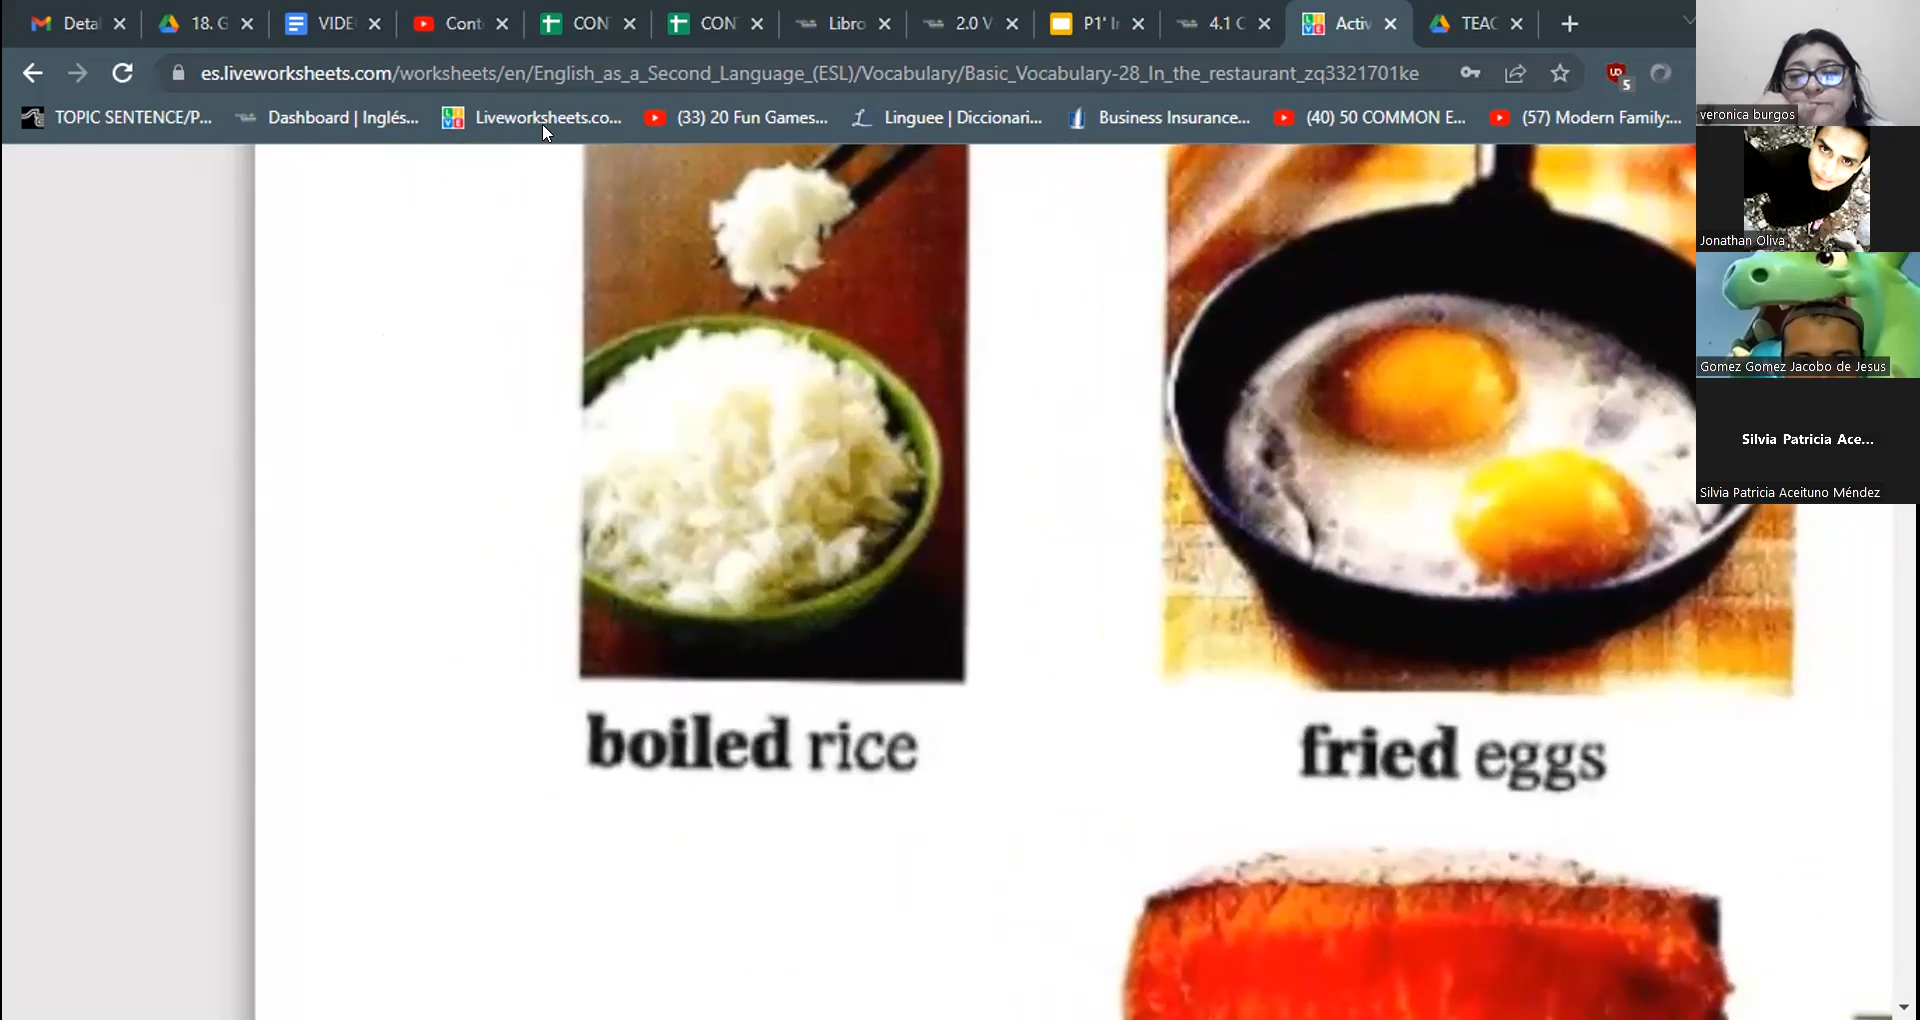 Detal 18. G VIDE Cont CON CON Libro 2.0 V P1' Ir 4.1 C Activ TEAC
es.liveworksheets.com/worksheets/en/English_as_a_Second_Language_(ESL)/Vocabulary/Basic_Vocabulary-28_In_the_restaurant_zq3321701ke
5
TOPIC SENTENCE/P... Dashboard | Inglés... Liveworksheets.co... (33) 20 Fun Games... Linguee | Diccionari... Business Insurance... (40) 50 COMMON E... (57) Modern Family:...
veronica burgos
Jonathan Oliva
Gomez Gomez Jacobo de Jesus
Silvia Patricia Ace...
Silvia Patricia Aceituno Méndez
boiled rice
fried eggs